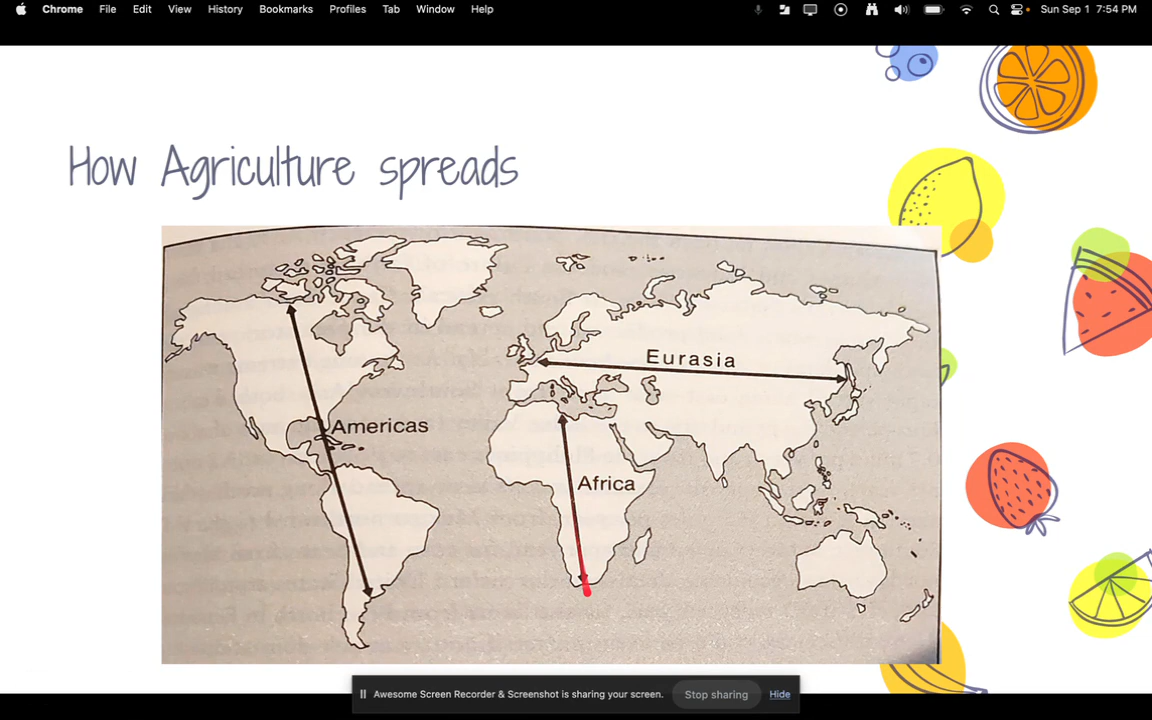 Chrome File Edit View History Bookmarks Profiles Tab Window Help Sun Sep 1 7:54 PM
How Agriculture spreads
Eurasia
Americas
Africa
Awesome Screen Recorder & Screenshot is sharing your screen. Stop sharing Hide